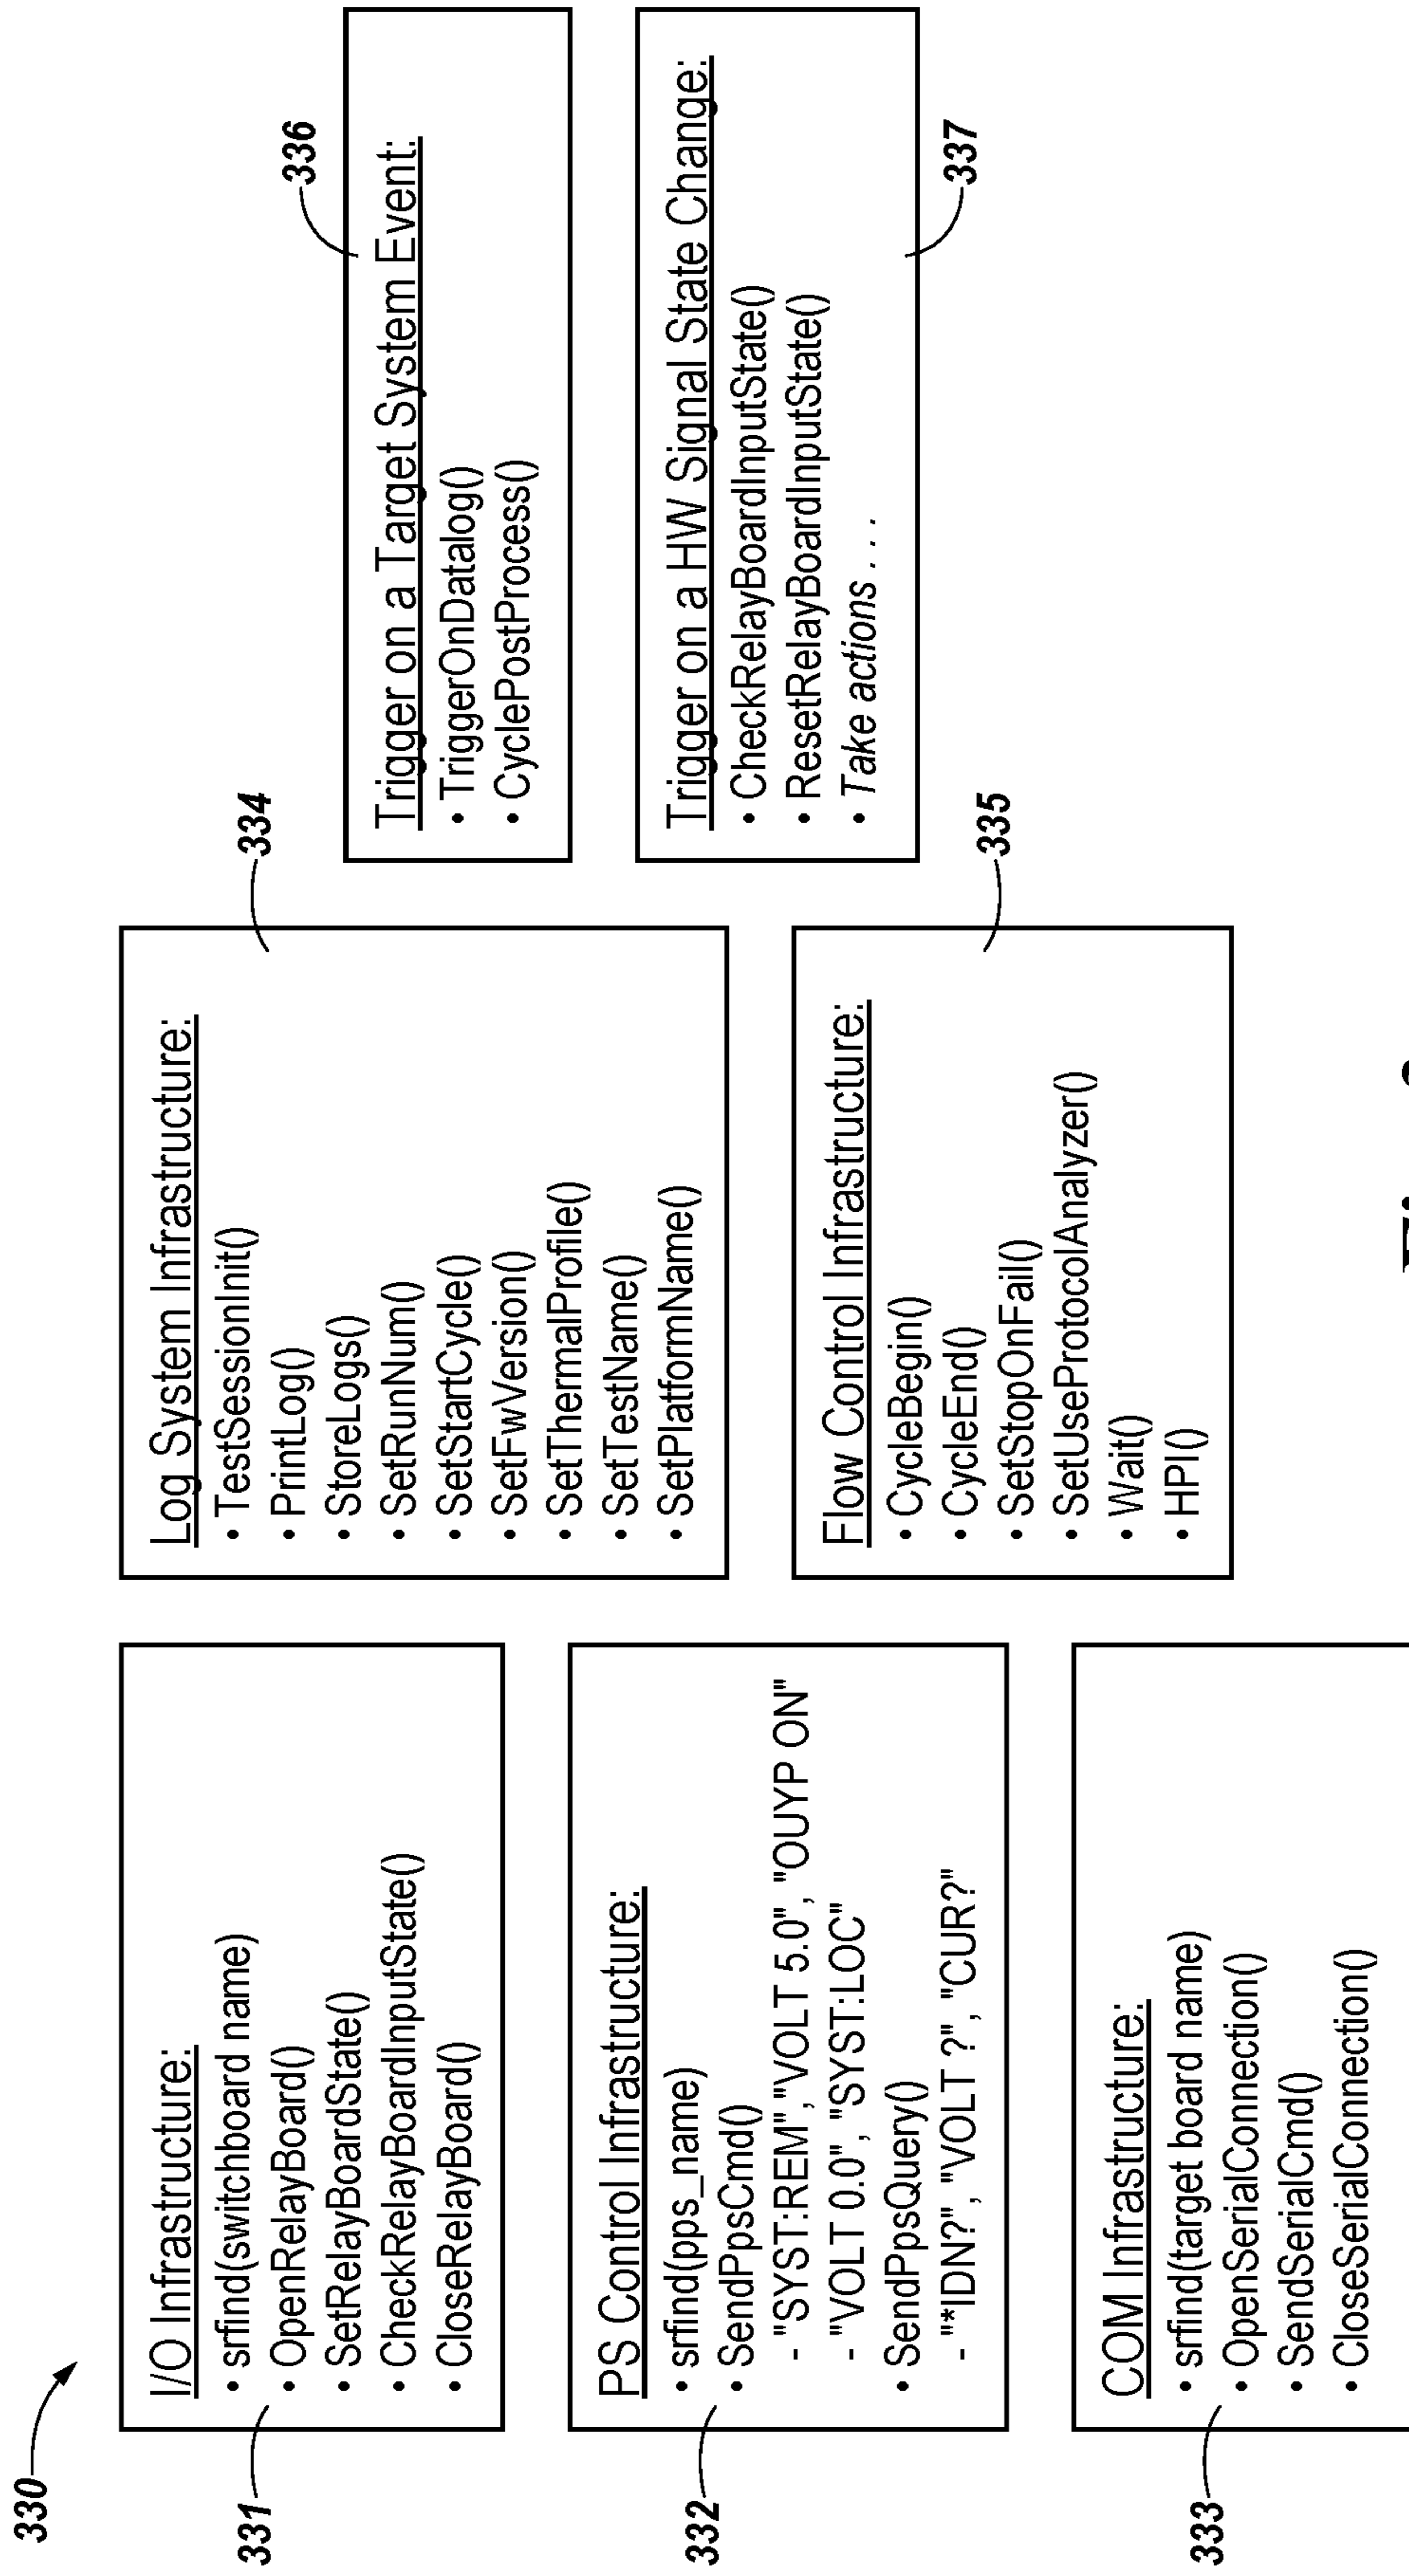 330
331
I/O Infrastructure:
• srfind(switchboard name)
• OpenRelayBoard()
• SetRelayBoardState()
• CheckRelayBoardInputState()
• CloseRelayBoard()
332
PS Control Infrastructure:
• srfind(pps_name)
• SendPpsCmd()
- "SYST:REM","VOLT 5.0", "OUYP ON"
- "VOLT 0.0", "SYST:LOC"
• SendPpsQuery()
- "*IDN?", "VOLT ?", "CUR?"
333
COM Infrastructure:
• srfind(target board name)
• OpenSerialConnection()
• SendSerialCmd()
• CloseSerialConnection()
334
Log System Infrastructure:
• TestSessionInit()
• PrintLog()
• StoreLogs()
• SetRunNum()
• SetStartCycle()
• SetFwVersion()
• SetThermalProfile()
• SetTestName()
• SetPlatformName()
335
Flow Control Infrastructure:
• CycleBegin()
• CycleEnd()
• SetStopOnFail()
• SetUseProtocolAnalyzer()
• Wait()
• HPI()
336
Trigger on a Target System Event:
• TriggerOnDatalog()
• CyclePostProcess()
337
Trigger on a HW Signal State Change:
• CheckRelayBoardInputState()
• ResetRelayBoardInputState()
• Take actions . . .